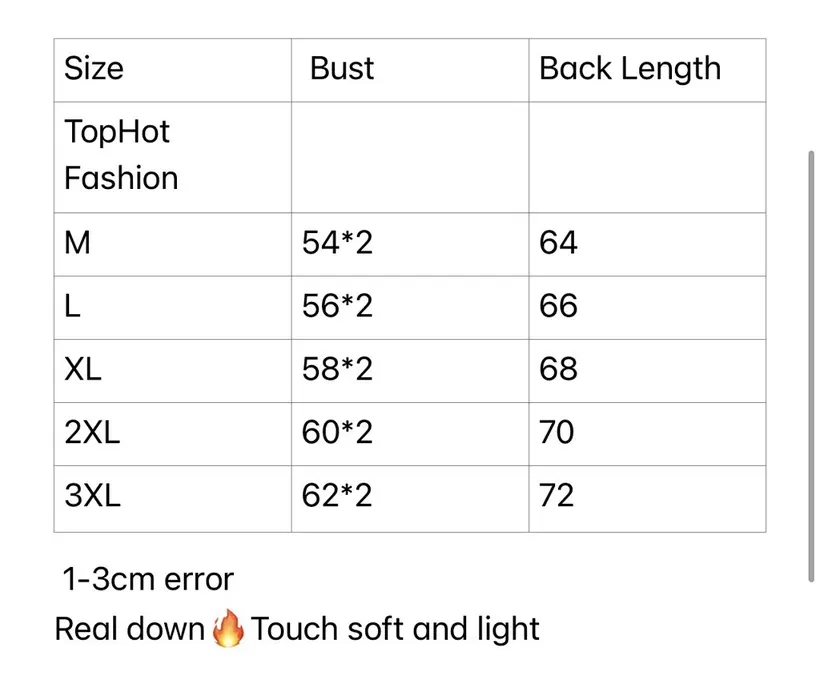 Size Bust Back Length
TopHot
Fashion
M 54*2 64
L 56*2 66
XL 58*2 68
2XL 60*2 70
3XL 62*2 72
1-3cm error
Real down🔥Touch soft and light